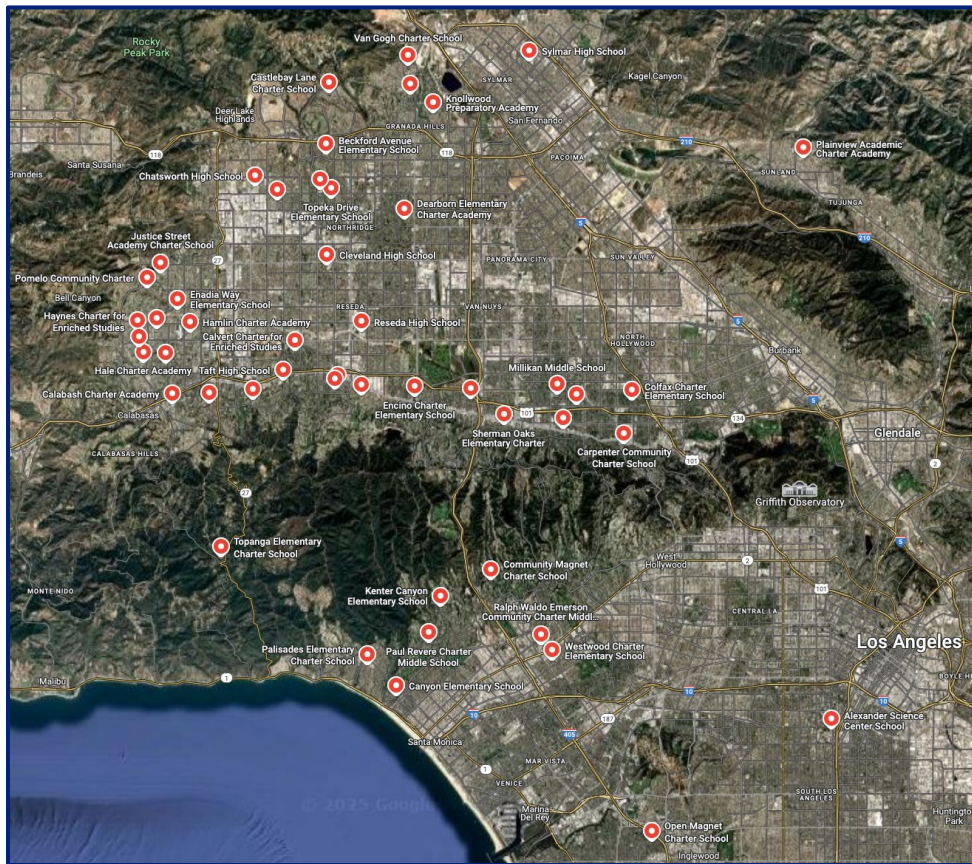 Rocky
Peak Park
Van Gogh Charter School
Sylmar High School
SYLMAR
Kagel Canyon
Castlebay Lane
Charter School
Knollwood
Preparatory Academy
Deer Lake
Highlands
San Fernando
GRANADA HILLS
210
Beckford Avenue
Elementary School
118
118
PACOIMA
Plainview Academic
Charter Academy
Santa Susana
Brandeis
SUNLAND
Chatsworth High School
TUJUNGA
Topeka Drive
Elementary School
Dearborn Elementary
Charter Academy
NORTHRIDGE
5
210
Justice Street
Academy Charter School
Cleveland High School
27
PANORAMA CITY
SUN VALLEY
Pomelo Community Charter
Bell Canyon
Enadia Way
Elementary School
Haynes Charter for
Enriched Studies
Hamlin Charter Academy
RESEDA
VAN NUYS
Reseda High School
5
Calvert Charter for
Enriched Studies
NORTH
HOLLYWOOD
Burbank
Hale Charter Academy
Taft High School
Millikan Middle School
Colfax Charter
Elementary School
Calabash Charter Academy
5
Calabasas
Encino Charter
Elementary School
101
134
Sherman Oaks
Elementary Charter
Glendale
CALABASAS HILLS
Carpenter Community
Charter School
101
2
27
Griffith Observatory
Topanga Elementary
Charter School
5
West
Hollywood
2
Community Magnet
Charter School
MONTE NIDO
Kenter Canyon
Elementary School
101
Ralph Waldo Emerson
Community Charter Middl...
CENTRAL LA
Los Angeles
Palisades Elementary
Charter School
Paul Revere Charter
Middle School
Westwood Charter
Elementary School
Malibu
1
Canyon Elementary School
10
BOYLE HE
10
10
187
Alexander Science
Center School
405
Santa Monica
MAR VISTA
1
VENICE
SOUTH LOS
ANGELES
© 2025 Google
Marina
Del Rey
Huntington
Park
Open Magnet
Charter School
Inglewood